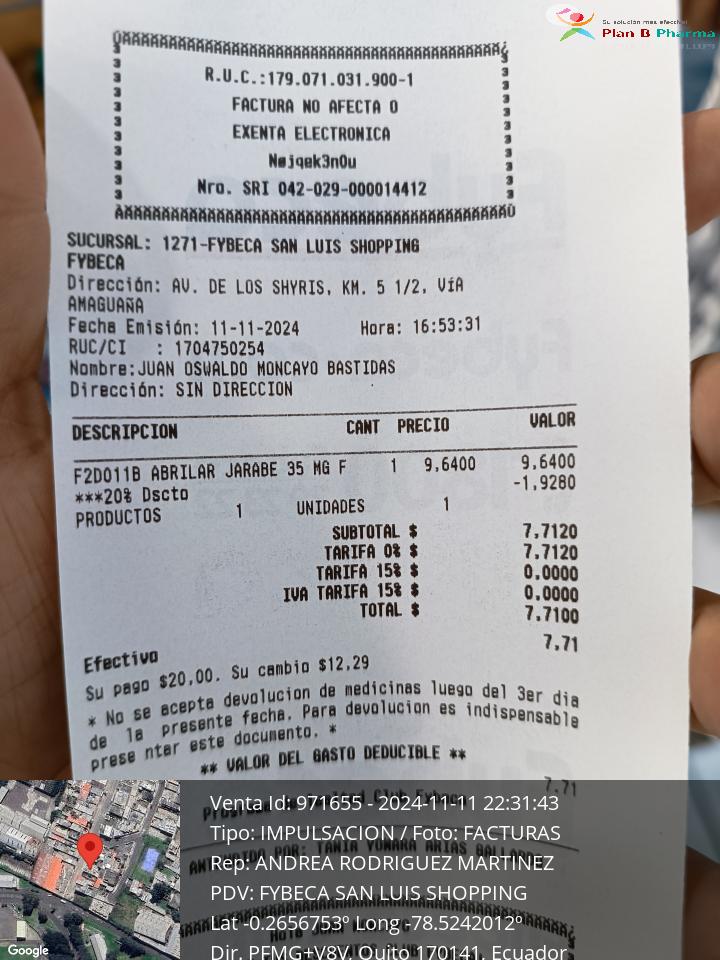 Su solución mas efectiva
Plan B Pharma
R.U.C.:179.071.031.900-1
FACTURA NO AFECTA O
EXENTA ELECTRONICA
Nøjqek3n0u
Nro. SRI 042-029-000014412
SUCURSAL: 1271-FYBECA SAN LUIS SHOPPING
FYBECA
Dirección: AV. DE LOS SHYRIS, KM. 5 1/2, VíA
AMAGUAñA
Fecha Emisión: 11-11-2024 Hora: 16:53:31
RUC/CI : 1704750254
Nombre:JUAN OSWALDO MONCAYO BASTIDAS
Dirección: SIN DIRECCION
DESCRIPCION CANT PRECIO VALOR
F2D011B ABRILAR JARABE 35 MG F 1 9,6400 9,6400
***20% Dscto -1,9280
PRODUCTOS 1 UNIDADES 1
SUBTOTAL $ 7.7120
TARIFA 0% $ 7.7120
TARIFA 15% $ 0.0000
IVA TARIFA 15% $ 0.0000
TOTAL $ 7.7100
7,71
Efectivo
Su pago $20,00. Su cambio $12,29
* No se acepta devolucion de medicinas luego del 3er dia
de la presente fecha. Para devolucion es indispensable
prese ntar este documento. *
** VALOR DEL GASTO DEDUCIBLE **
7.71
Venta Id: 971655 - 2024-11-11 22:31:43
Tipo: IMPULSACION / Foto: FACTURAS
Rep: ANDREA RODRIGUEZ MARTINEZ
PDV: FYBECA SAN LUIS SHOPPING
Lat -0.2656753º Long -78.5242012º
Dir. PFMG+V8V, Quito 170141, Ecuador
Google